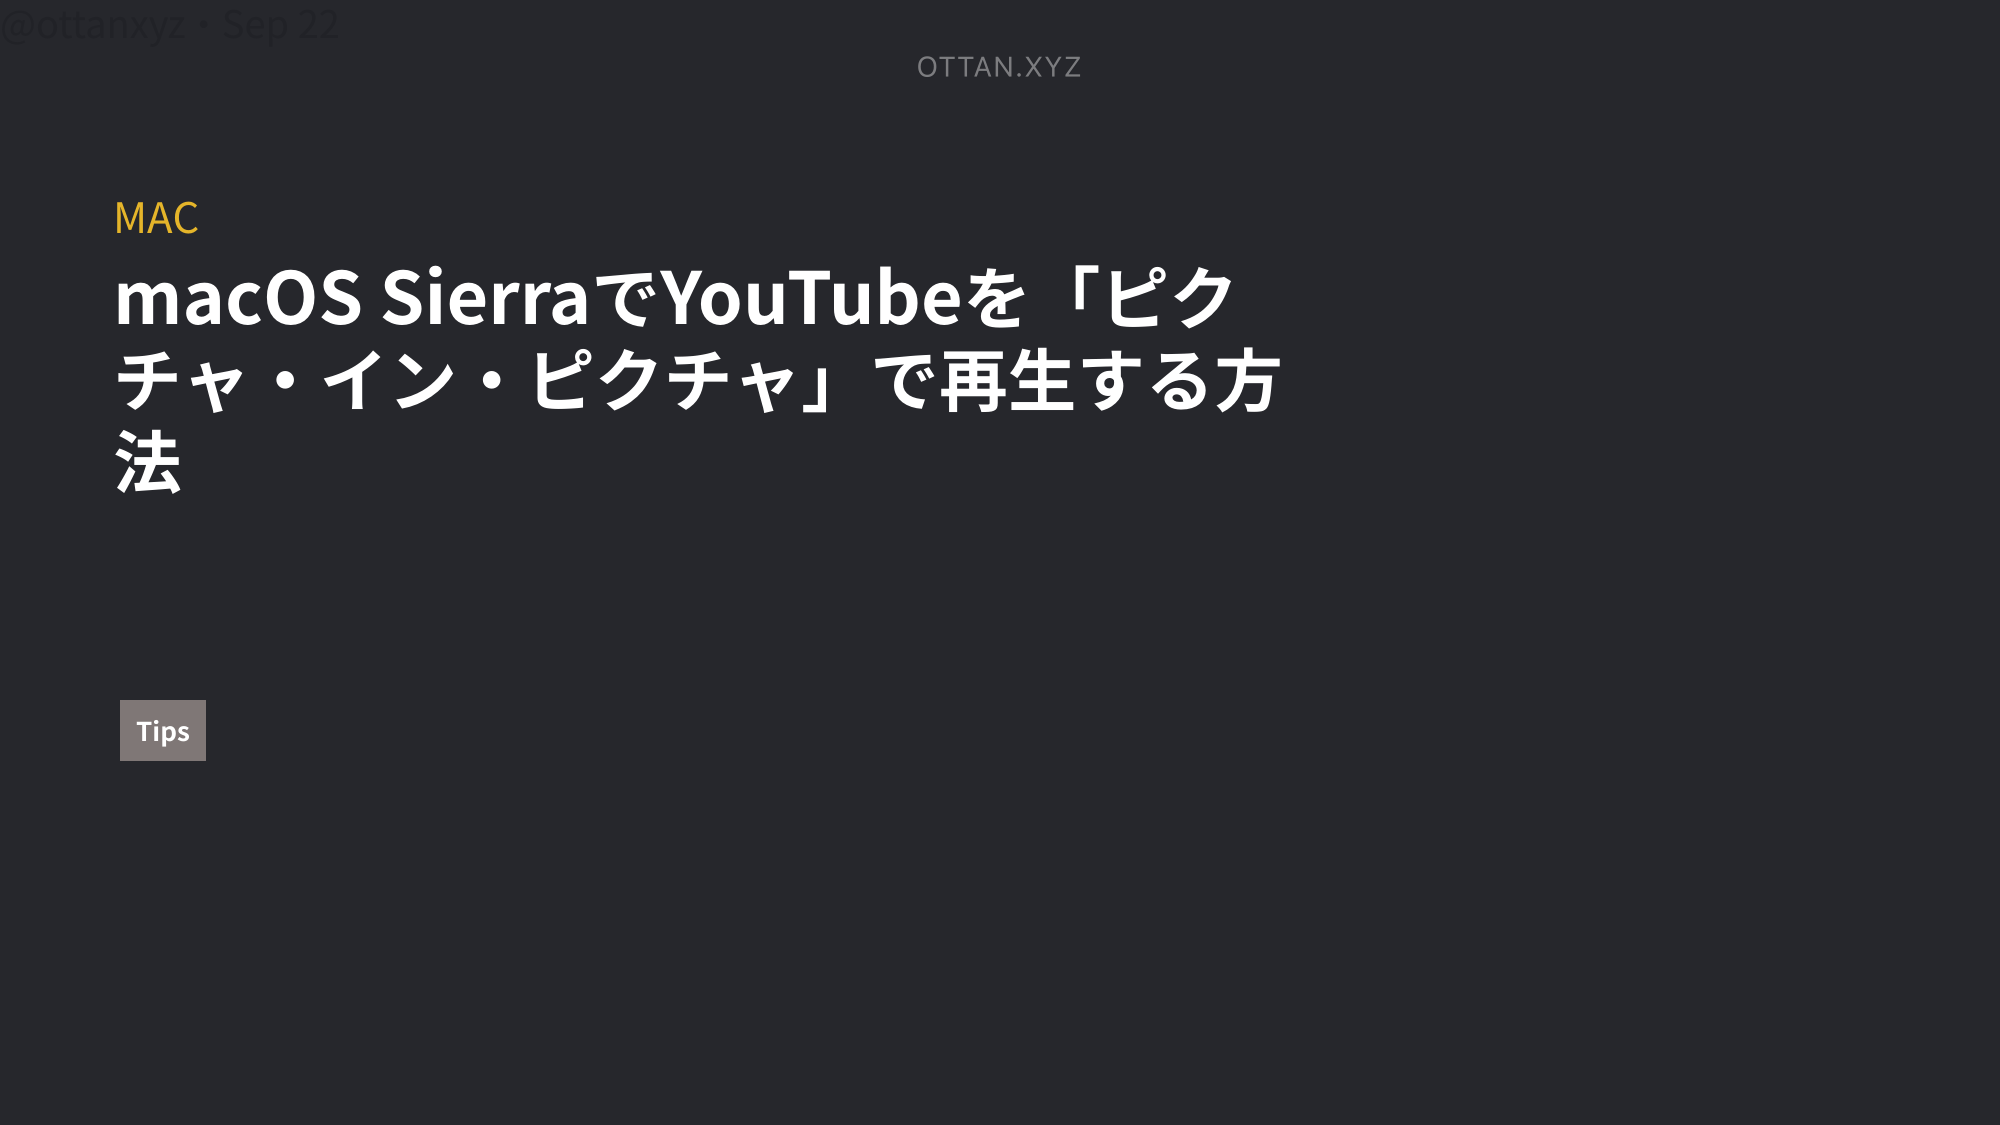 @ottanxyz・Sep 22
OTTAN.XYZ
MAC
macOS SierraでYouTubeを「ピク
チャ・イン・ピクチャ」で再生する方
法
Tips